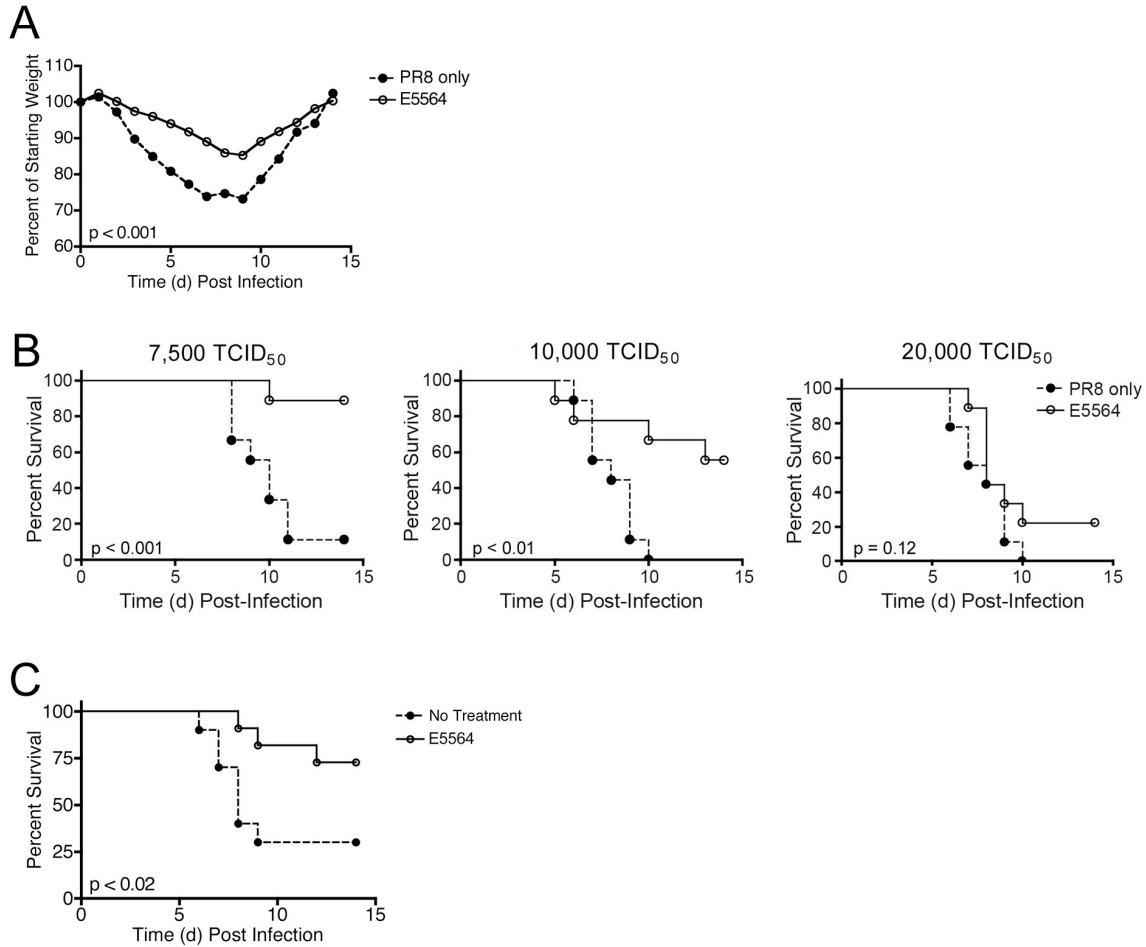 A
Percent of Starting Weight
110
100
90
80
70
60
p < 0.001
0 5 10 15
Time (d) Post Infection
PR8 only
E5564
B
7,500 TCID50
Percent Survival
100
80
60
40
20
0
p < 0.001
0 5 10 15
Time (d) Post-Infection
10,000 TCID50
Percent Survival
100
80
60
40
20
0
p < 0.01
0 5 10 15
Time (d) Post-Infection
20,000 TCID50
Percent Survival
100
80
60
40
20
0
p = 0.12
0 5 10 15
Time (d) Post-Infection
PR8 only
E5564
C
Percent Survival
100
75
50
25
0
p < 0.02
0 5 10 15
Time (d) Post Infection
No Treatment
E5564